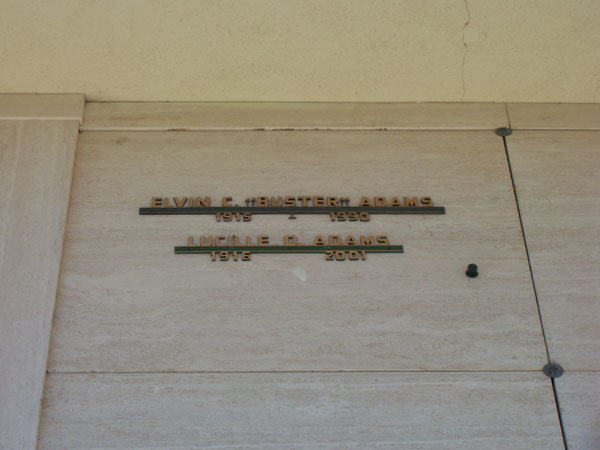 ELVIN C. "BUSTER" ADAMS
1915 - 1990
LUCILLE D. ADAMS
1916 2001